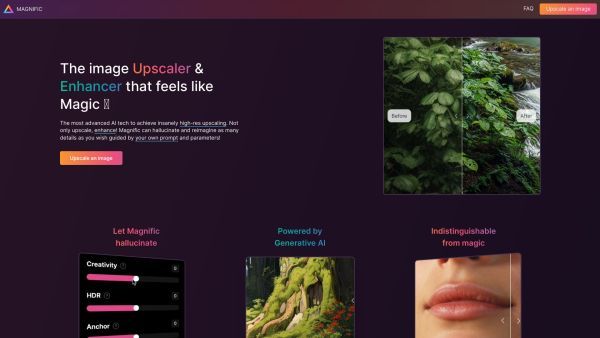 MAGNIFIC
FAQ
Upscale an image
The image Upscaler &
Enhancer that feels like
Magic
The most advanced AI tech to achieve insanely high-res upscaling. Not
only upscale, enhance! Magnific can hallucinate and reimagine as many
details as you wish guided by your own prompt and parameters!
Upscale an image
Before
After
Let Magnific
hallucinate
Powered by
Generative AI
Indistinguishable
from magic
Creativity ? 0
HDR ? 0
Anchor ? 0